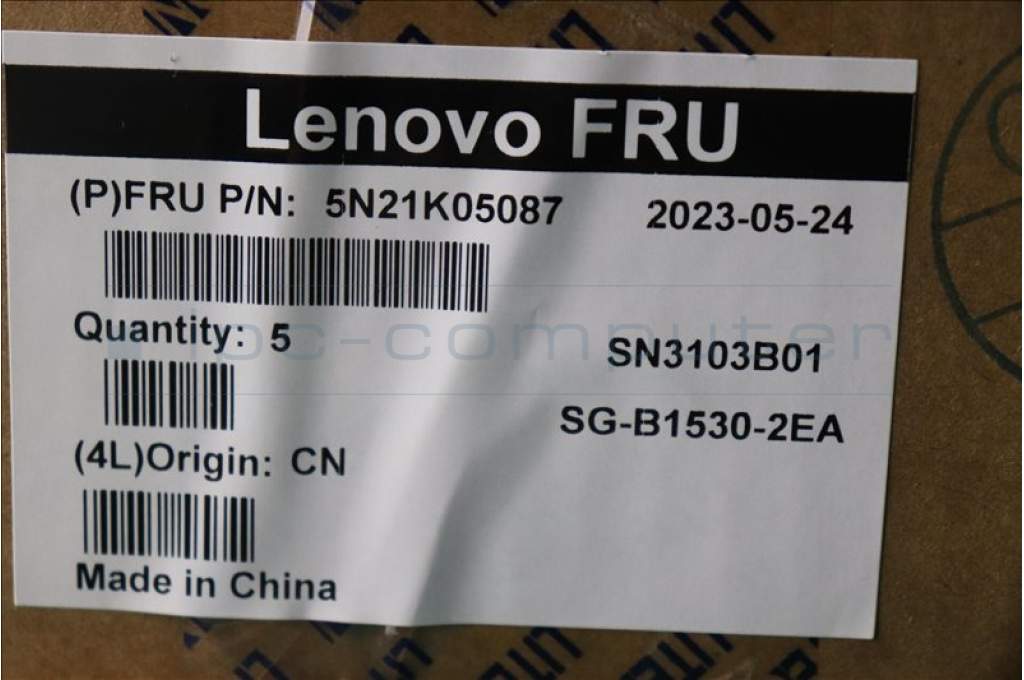 Lenovo FRU
(P)FRU P/N: 5N21K05087 2023-05-24
Quantity: 5
SN3103B01
SG-B1530-2EA
(4L)Origin: CN
Made in China